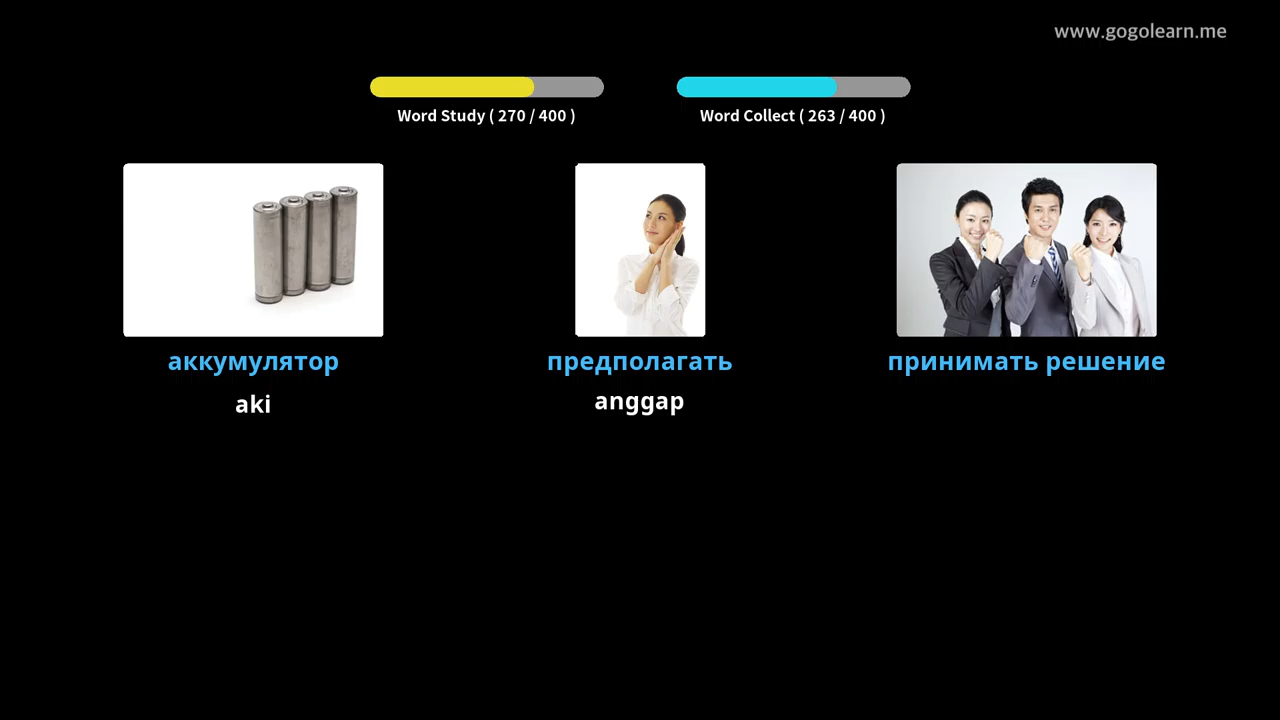 www.gogolearn.me
Word Study ( 270 / 400 )
Word Collect ( 263 / 400 )
аккумулятор
предполагать
принимать решение
aki
anggap